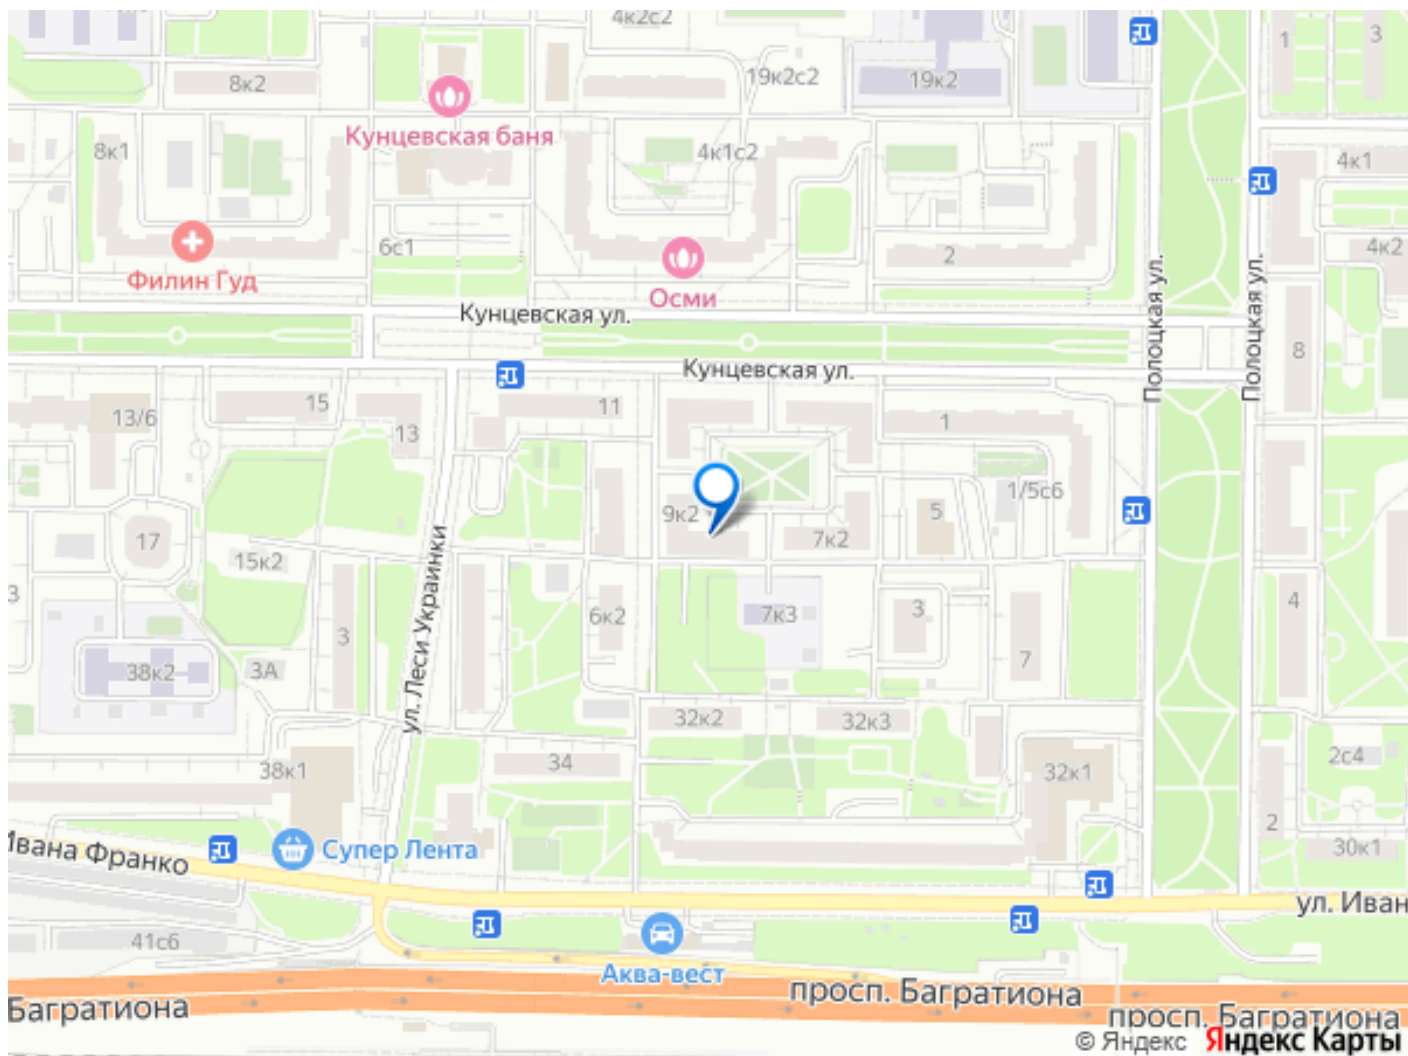 4к2с2
1
3
8к2
19к2с2
19к2
Кунцевская баня
8к1
4к1с2
4к1
6с1
2
4к2
Филин Гуд
Осми
Кунцевская ул.
Полоцкая ул.
Полоцкая ул.
8
Кунцевская ул.
13/6
15
13
11
1
9к2
7к2
5
1/5с6
17
15к2
ул. Леси Украинки
3
3
6к2
7к3
3
7
4
38к2
3А
32к2
32к3
38к1
34
32к1
2с4
2
30к1
Ивана Франко
Супер Лента
ул. Иван
41с6
Аква-вест
Багратиона
просп. Багратиона
просп. Багратиона
© Яндекс Яндекс Карты